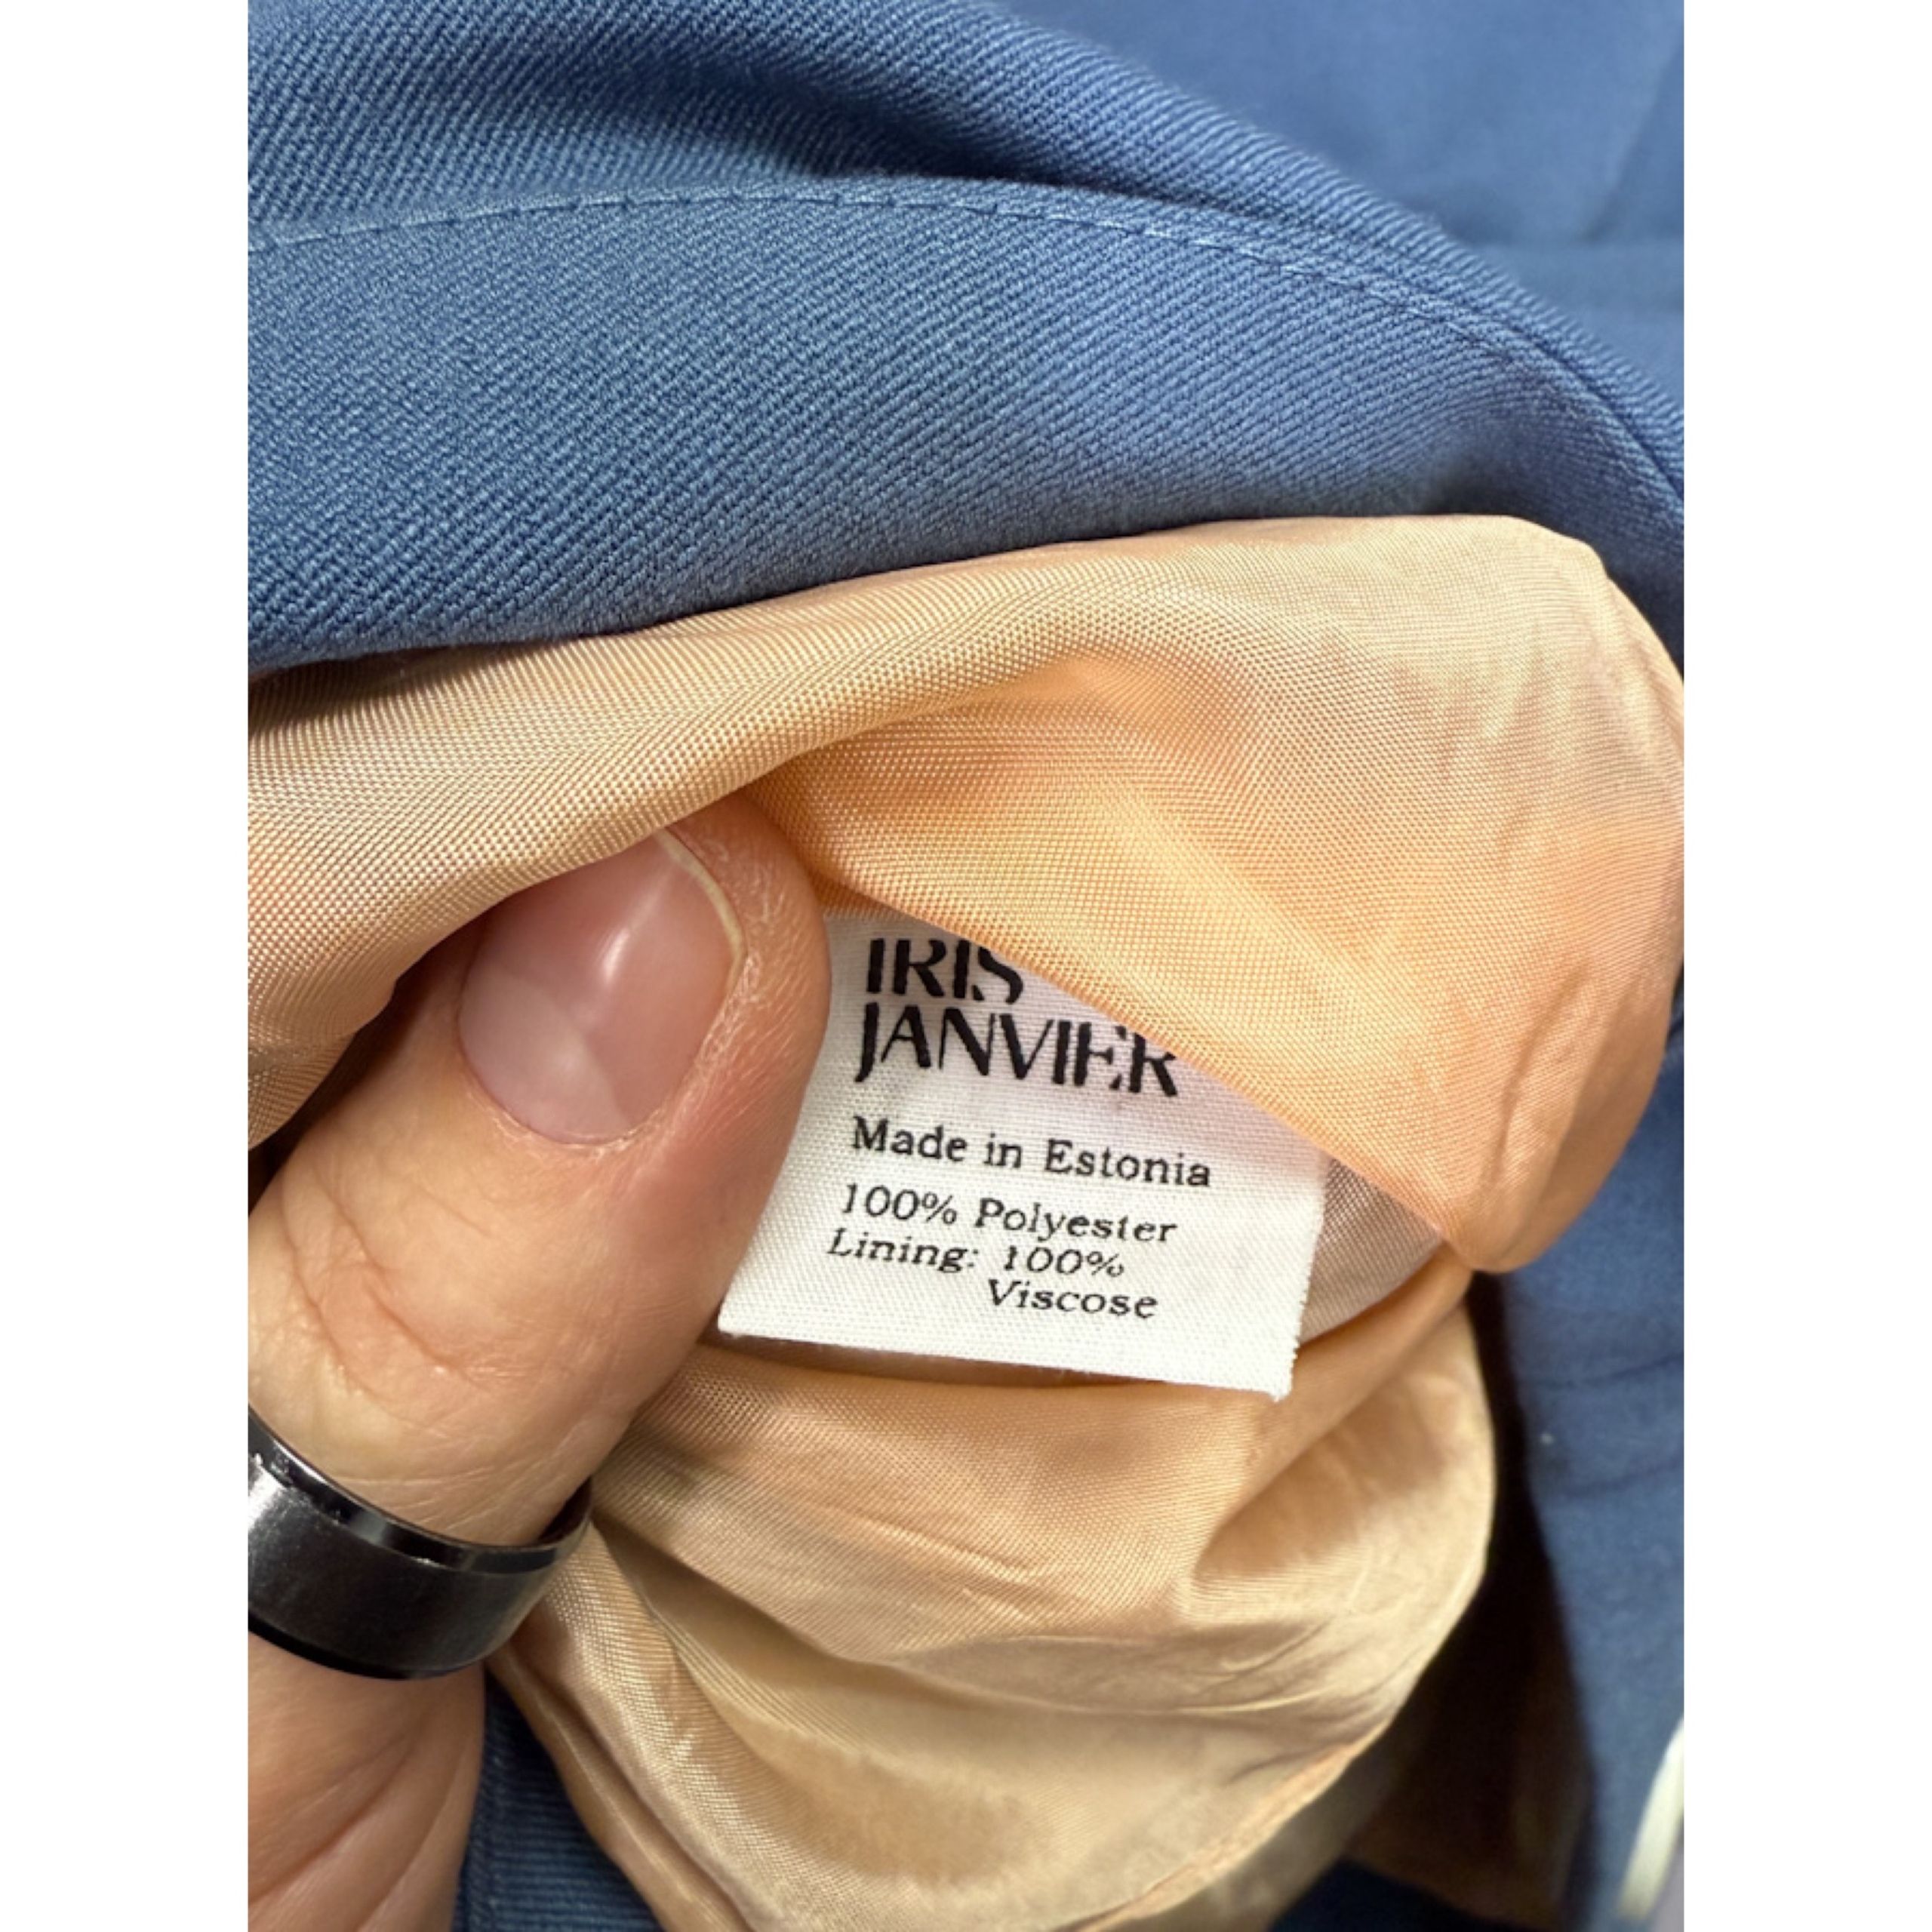 IRIS
JANVIER
Made in Estonia
100% Polyester
Lining: 100%
Viscose